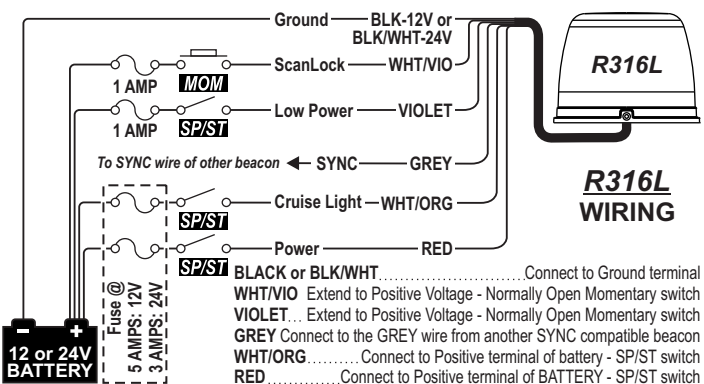 Ground BLK-12V or
BLK/WHT-24V
ScanLock WHT/VIO
1 AMP MOM
Low Power VIOLET
1 AMP SP/ST
To SYNC wire of other beacon SYNC GREY
Cruise Light WHT/ORG
SP/ST
Power RED
SP/ST
R316L
R316L
WIRING
Fuse @
5 AMPS: 12V
3 AMPS: 24V
- +
12 or 24V
BATTERY
BLACK or BLK/WHT............................Connect to Ground terminal
WHT/VIO Extend to Positive Voltage - Normally Open Momentary switch
VIOLET... Extend to Positive Voltage - Normally Open Momentary switch
GREY Connect to the GREY wire from another SYNC compatible beacon
WHT/ORG..........Connect to Positive terminal of battery - SP/ST switch
RED..............Connect to Positive terminal of BATTERY - SP/ST switch